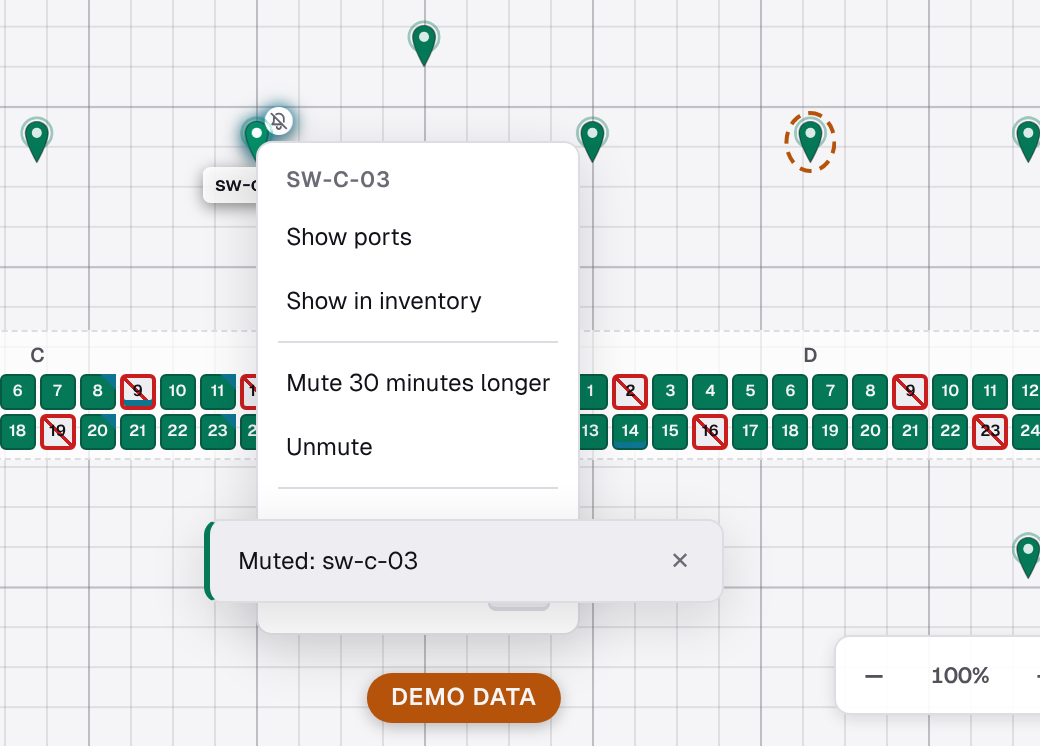 sw-c
SW-C-03
Show ports
Show in inventory
C
D
6 7 8 9 10 11 1 2 3 4 5 6 7 8 9 10 11 12
Mute 30 minutes longer
18 19 20 21 22 23 13 14 15 16 17 18 19 20 21 22 23 24
Unmute
Muted: sw-c-03 ×
− 100%
DEMO DATA